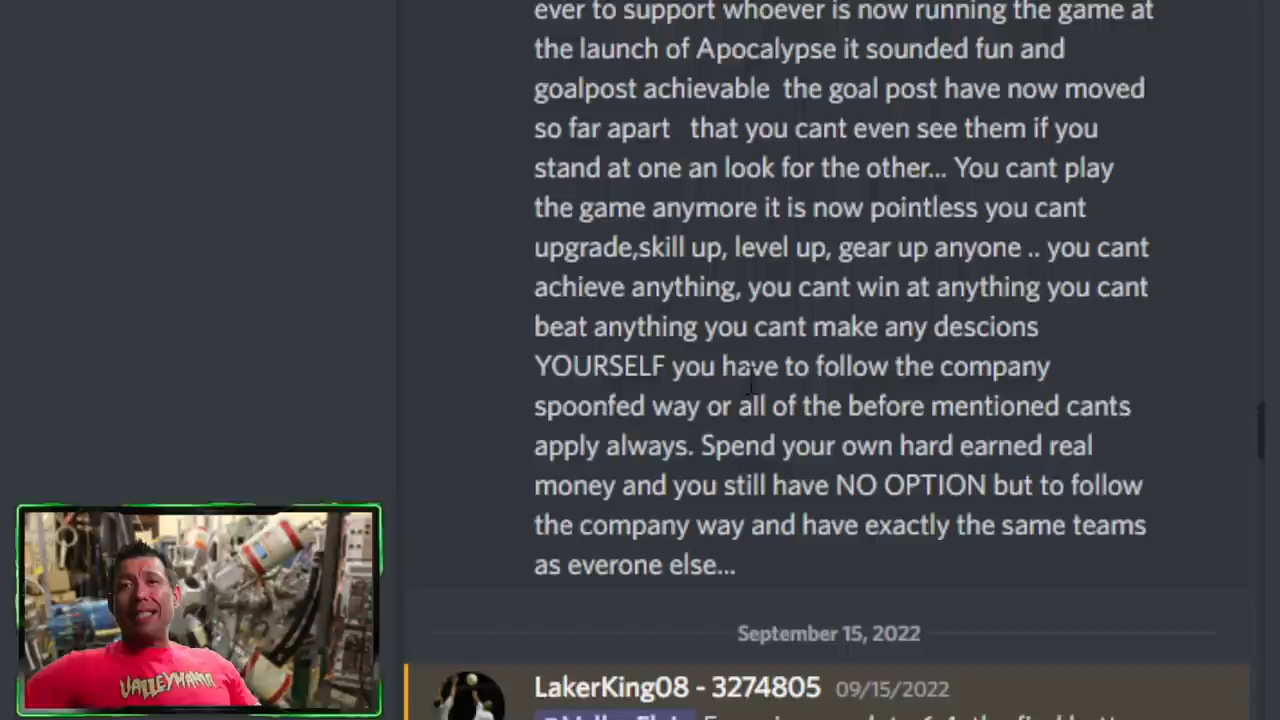 ever to support whoever is now running the game at
the launch of Apocalypse it sounded fun and
goalpost achievable  the goal post have now moved
so far apart   that you cant even see them if you
stand at one an look for the other... You cant play
the game anymore it is now pointless you cant
upgrade,skill up, level up, gear up anyone .. you cant
achieve anything, you cant win at anything you cant
beat anything you cant make any descions
YOURSELF you have to follow the company
spoonfed way or all of the before mentioned cants
apply always. Spend your own hard earned real
money and you still have NO OPTION but to follow
the company way and have exactly the same teams
as everone else...
VALLEYMAMA
September 15, 2022
LakerKing08 - 3274805 09/15/2022